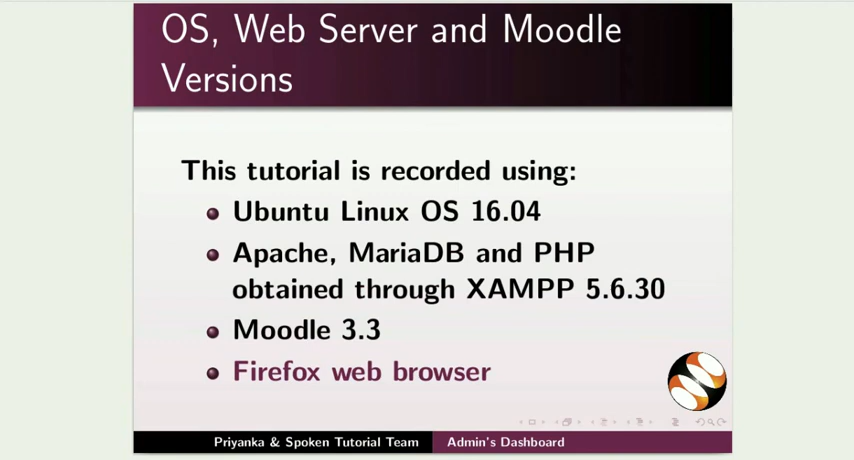 OS, Web Server and Moodle
Versions
This tutorial is recorded using:
Ubuntu Linux OS 16.04
Apache, MariaDB and PHP
obtained through XAMPP 5.6.30
Moodle 3.3
Firefox web browser
Priyanka & Spoken Tutorial Team Admin's Dashboard